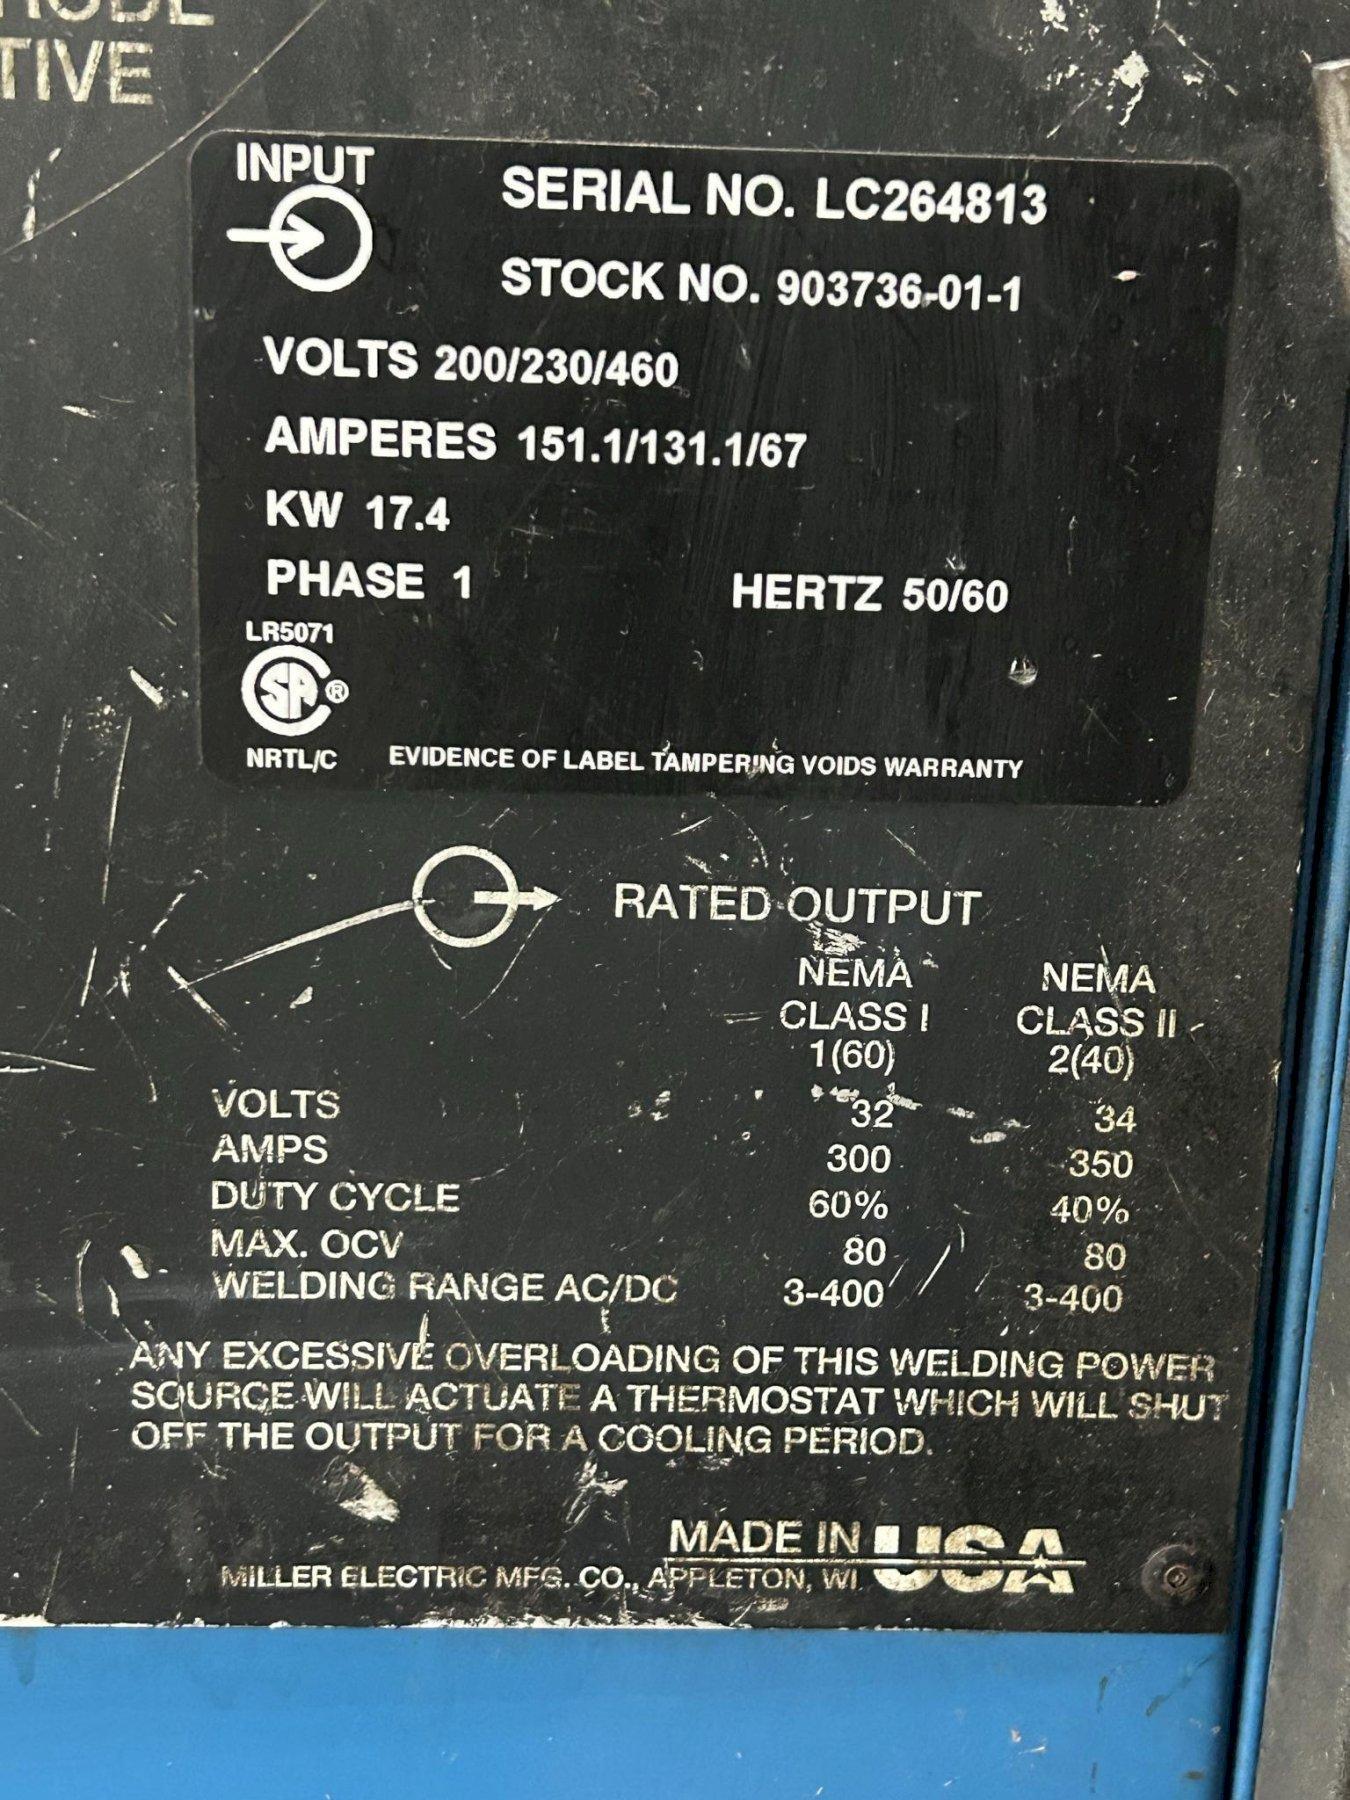 TIVE
INPUT
SERIAL NO. LC264813
STOCK NO. 903736-01-1
VOLTS 200/230/460
AMPERES 151.1/131.1/67
KW 17.4
PHASE 1 HERTZ 50/60
LR5071
SA ®
NRTL/C EVIDENCE OF LABEL TAMPERING VOIDS WARRANTY
RATED OUTPUT
NEMA NEMA
CLASS I CLASS II
1(60) 2(40)
VOLTS 32 34
AMPS 300 350
DUTY CYCLE 60% 40%
MAX. OCV 80 80
WELDING RANGE AC/DC 3-400 3-400
ANY EXCESSIVE OVERLOADING OF THIS WELDING POWER
SOURCE WILL ACTUATE A THERMOSTAT WHICH WILL SHUT
OFF THE OUTPUT FOR A COOLING PERIOD.
MADE IN USA
MILLER ELECTRIC MFG. CO., APPLETON, WI